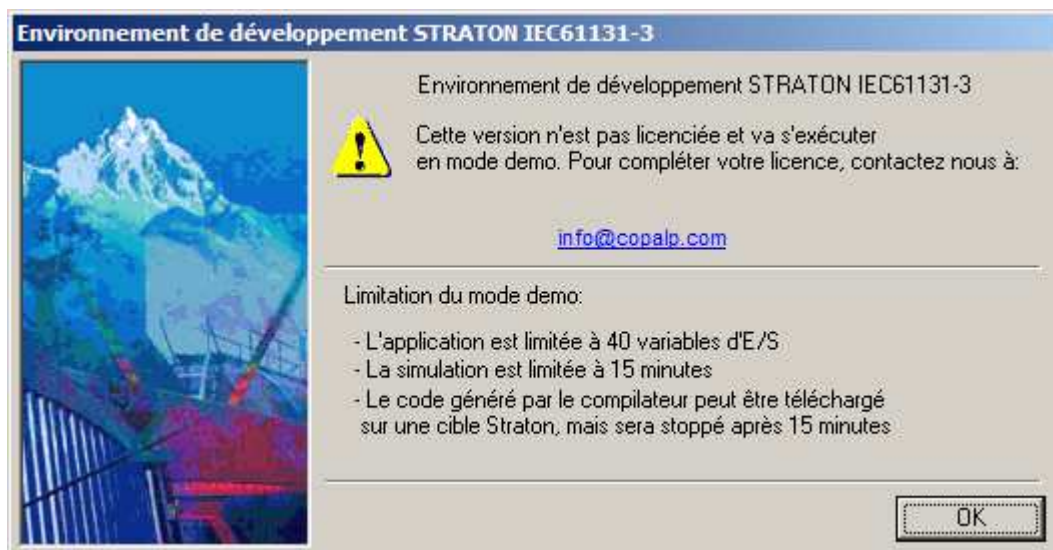 Environnement de développement STRATON IEC61131-3
Environnement de développement STRATON IEC61131-3
Cette version n'est pas licenciée et va s'exécuter
en mode demo. Pour compléter votre licence, contactez nous à:
info@copalp.com
Limitation du mode demo:
- L'application est limitée à 40 variables d'E/S
- La simulation est limitée à 15 minutes
- Le code généré par le compilateur peut être téléchargé
sur une cible Straton, mais sera stoppé après 15 minutes
OK